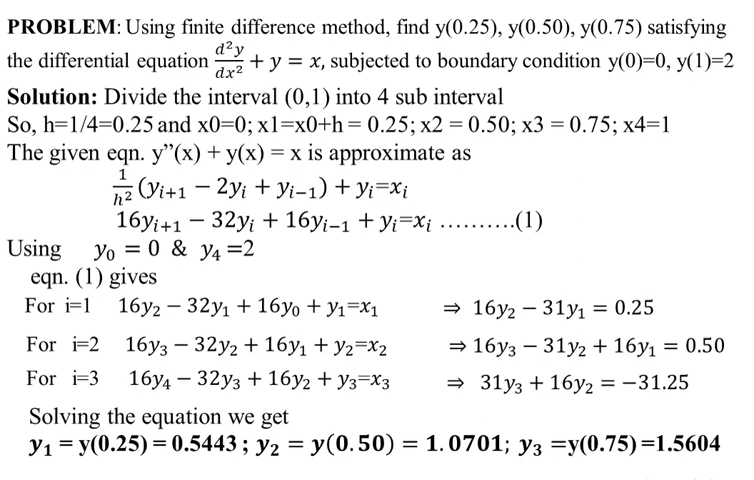 PROBLEM: Using finite difference method, find y(0.25), y(0.50), y(0.75) satisfying
the differential equation d²y/dx² + y = x, subjected to boundary condition y(0)=0, y(1)=2
Solution: Divide the interval (0,1) into 4 sub interval
So, h=1/4=0.25 and x0=0; x1=x0+h = 0.25; x2 = 0.50; x3 = 0.75; x4=1
The given eqn. y”(x) + y(x) = x is approximate as
1/h² (yᵢ₊₁ − 2yᵢ + yᵢ₋₁) + yᵢ=xᵢ
16yᵢ₊₁ − 32yᵢ + 16yᵢ₋₁ + yᵢ=xᵢ ..........(1)
Using y₀ = 0 & y₄ =2
eqn. (1) gives
For i=1 16y₂ − 32y₁ + 16y₀ + y₁=x₁ ⇒ 16y₂ − 31y₁ = 0.25
For i=2 16y₃ − 32y₂ + 16y₁ + y₂=x₂ ⇒ 16y₃ − 31y₂ + 16y₁ = 0.50
For i=3 16y₄ − 32y₃ + 16y₂ + y₃=x₃ ⇒ 31y₃ + 16y₂ = −31.25
Solving the equation we get
y₁ = y(0.25) = 0.5443 ; y₂ = y(0.50) = 1.0701; y₃ =y(0.75) =1.5604